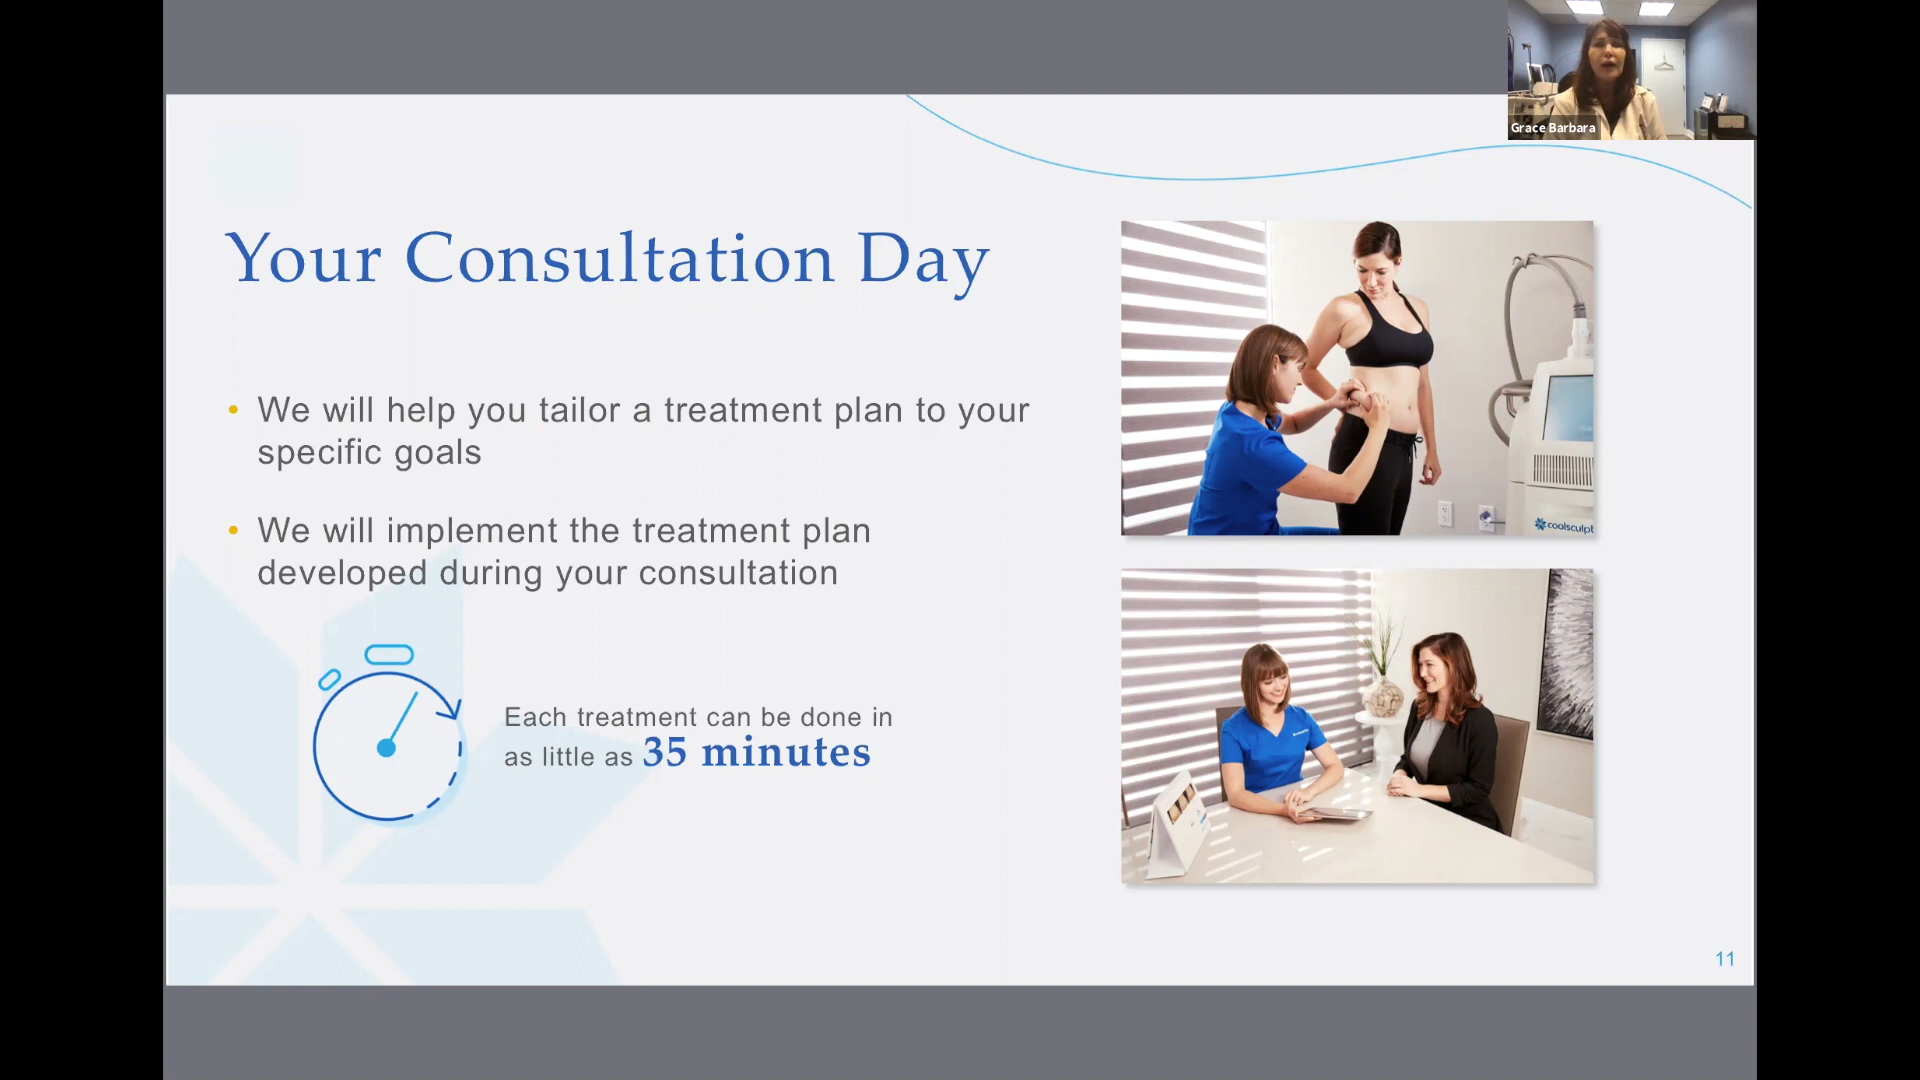 Grace Barbara
Your Consultation Day
• We will help you tailor a treatment plan to your
specific goals
• We will implement the treatment plan
developed during your consultation
Each treatment can be done in
as little as 35 minutes
coolsculpt
11